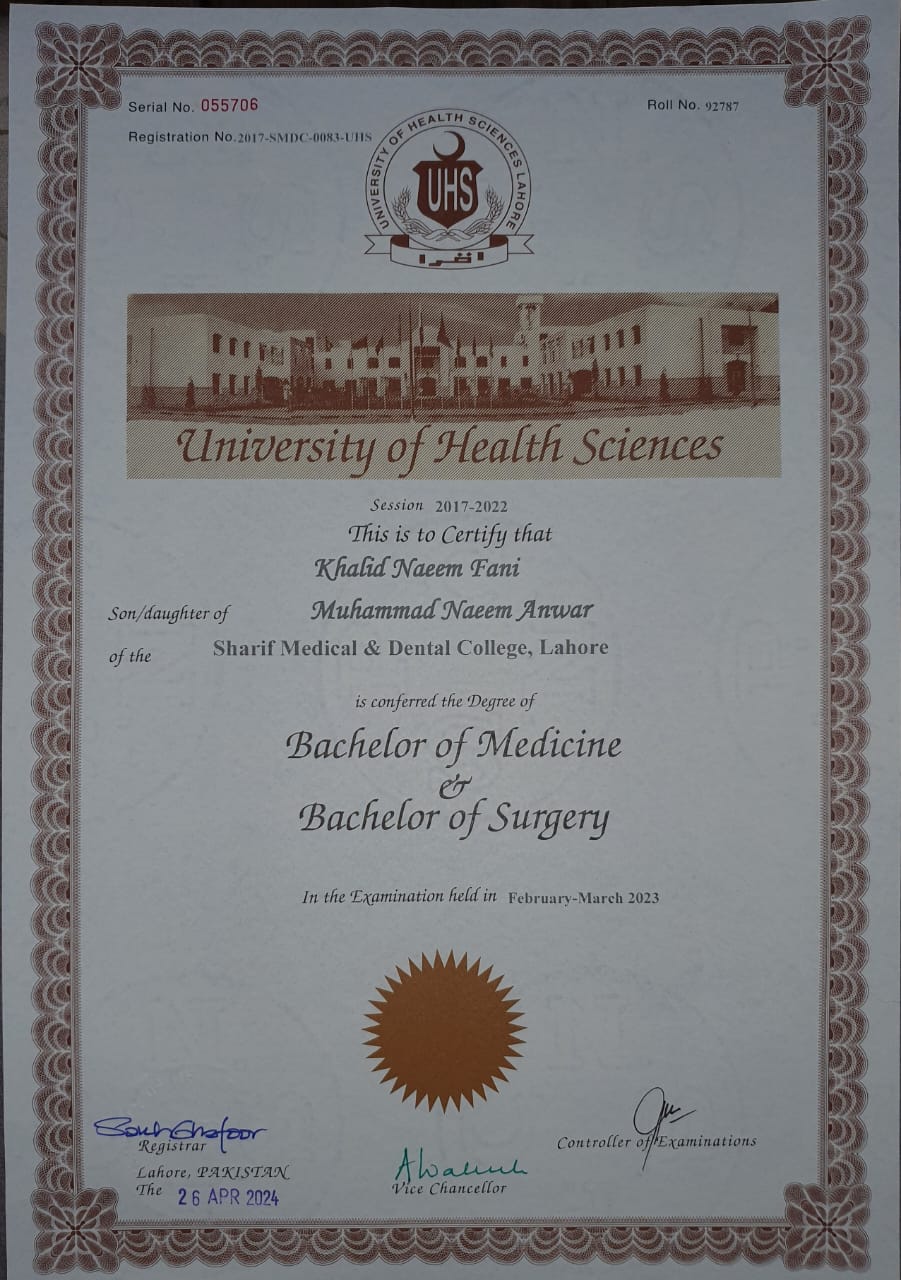 Serial No. 055706
Roll No. 92787
Registration No. 2017-SMDC-0083-UHS
UNIVERSITY OF HEALTH SCIENCES LAHORE
UHS
اقرا
University of Health Sciences
Session 2017-2022
This is to Certify that
Khalid Naeem Fani
Son/daughter of Muhammad Naeem Anwar
of the Sharif Medical & Dental College, Lahore
is conferred the Degree of
Bachelor of Medicine
&
Bachelor of Surgery
In the Examination held in February-March 2023
Registrar
Controller of Examinations
Lahore, PAKISTAN
The 26 APR 2024
Vice Chancellor